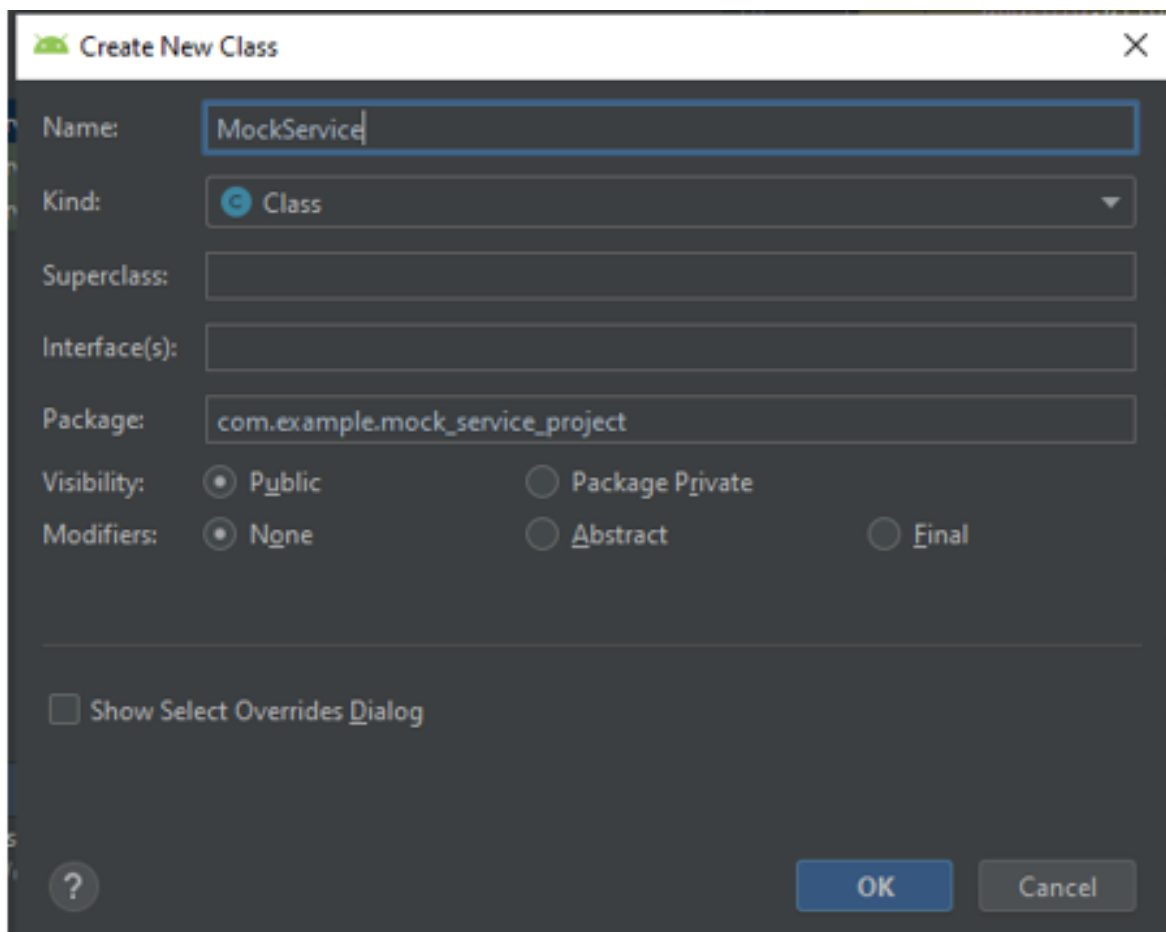 Create New Class
Name: MockService
Kind: C Class
Superclass:
Interface(s):
Package: com.example.mock_service_project
Visibility: Public Package Private
Modifiers: None Abstract Final
Show Select Overrides Dialog
? OK Cancel